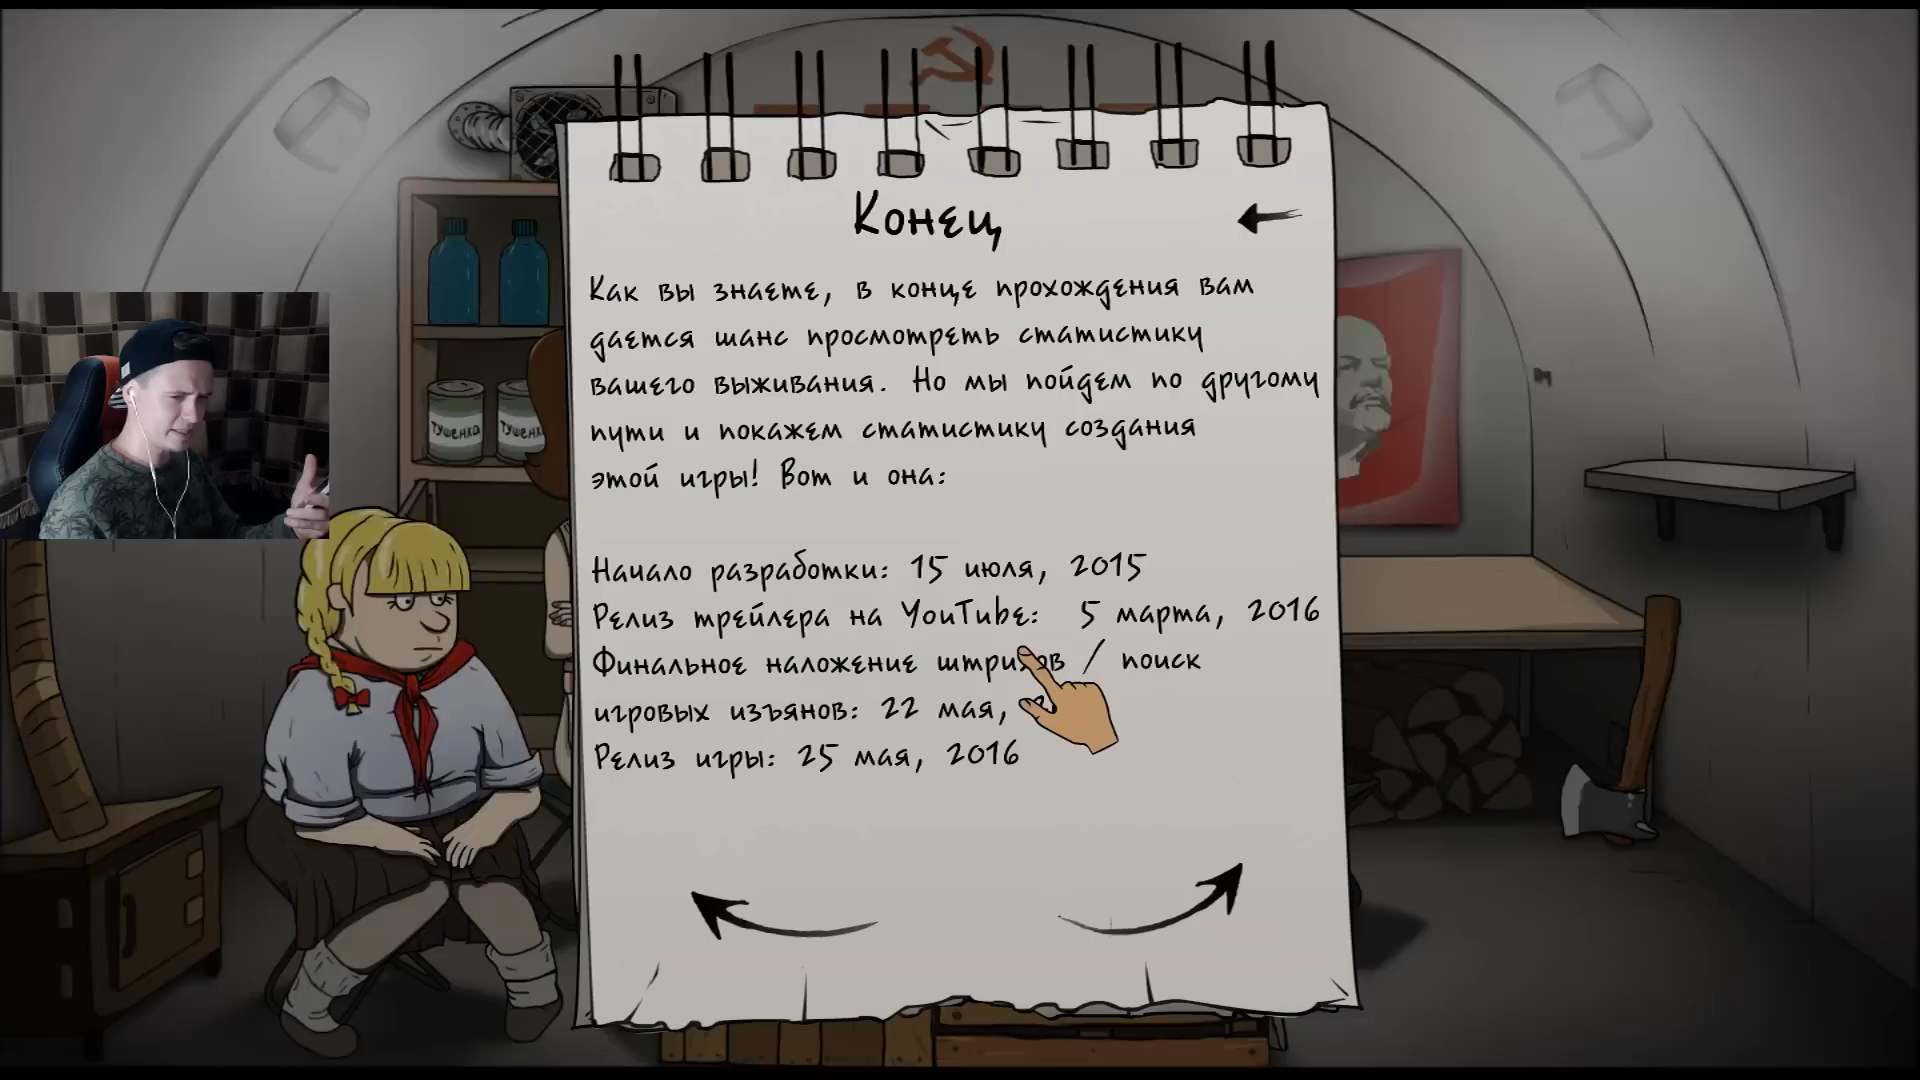 Конец
Как вы знаете, в конце прохождения вам
дается шанс просмотреть статистику
вашего выживания. Но мы пойдем по другому
пути и покажем статистику создания
этой игры! Вот и она:
Начало разработки: 15 июля, 2015
Релиз трейлера на YouTube: 5 марта, 2016
Финальное наложение штрихов / поиск
игровых изъянов: 22 мая,
Релиз игры: 25 мая, 2016
тушенка
тушенка